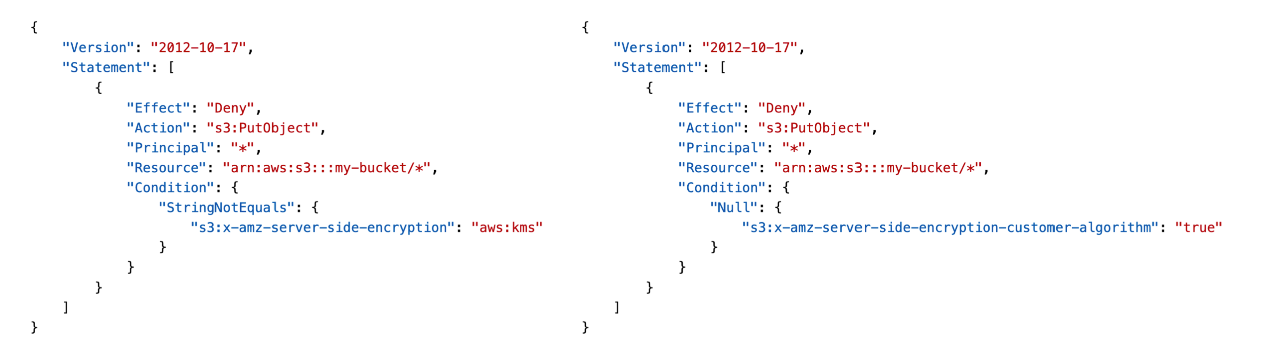 {
    "Version": "2012-10-17",
    "Statement": [
        {
            "Effect": "Deny",
            "Action": "s3:PutObject",
            "Principal": "*",
            "Resource": "arn:aws:s3:::my-bucket/*",
            "Condition": {
                "StringNotEquals": {
                    "s3:x-amz-server-side-encryption": "aws:kms"
                }
            }
        }
    ]
}
{
    "Version": "2012-10-17",
    "Statement": [
        {
            "Effect": "Deny",
            "Action": "s3:PutObject",
            "Principal": "*",
            "Resource": "arn:aws:s3:::my-bucket/*",
            "Condition": {
                "Null": {
                    "s3:x-amz-server-side-encryption-customer-algorithm": "true"
                }
            }
        }
    ]
}